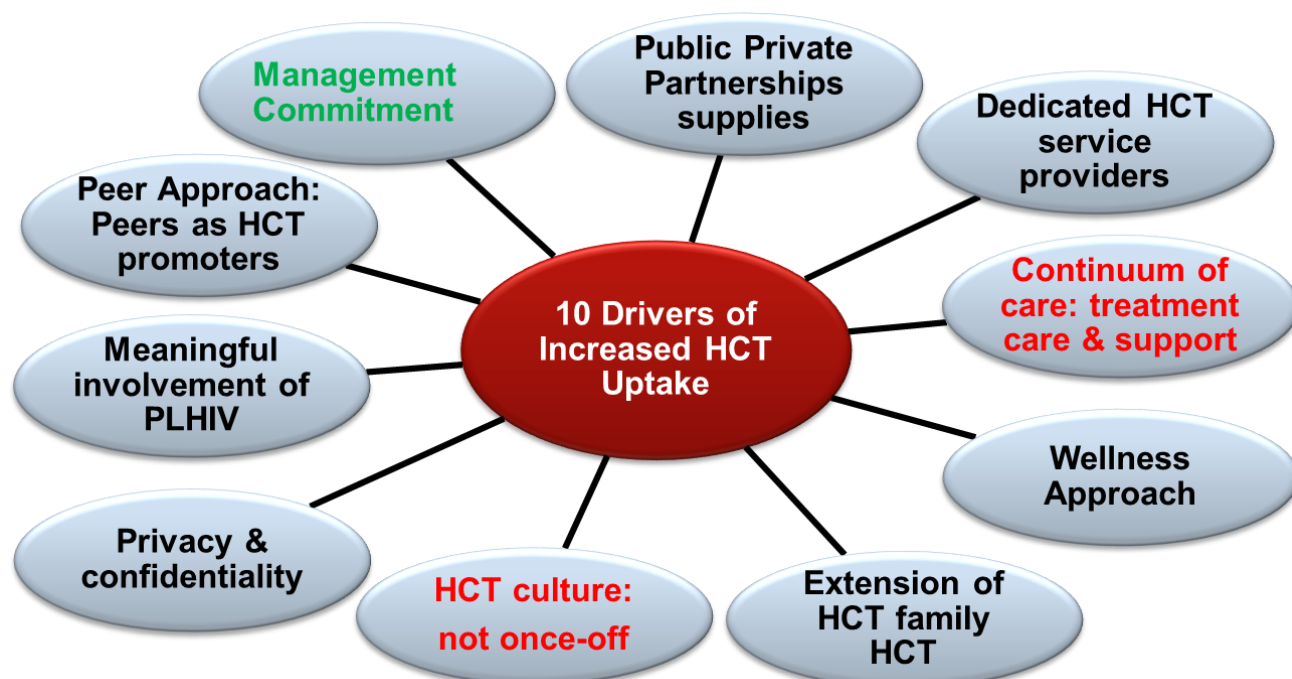 Management
Commitment
Public Private
Partnerships
supplies
Dedicated HCT
service
providers
Peer Approach:
Peers as HCT
promoters
Continuum of
care: treatment
care & support
10 Drivers of
Increased HCT
Uptake
Meaningful
involvement of
PLHIV
Wellness
Approach
Privacy &
confidentiality
HCT culture:
not once-off
Extension of
HCT family
HCT